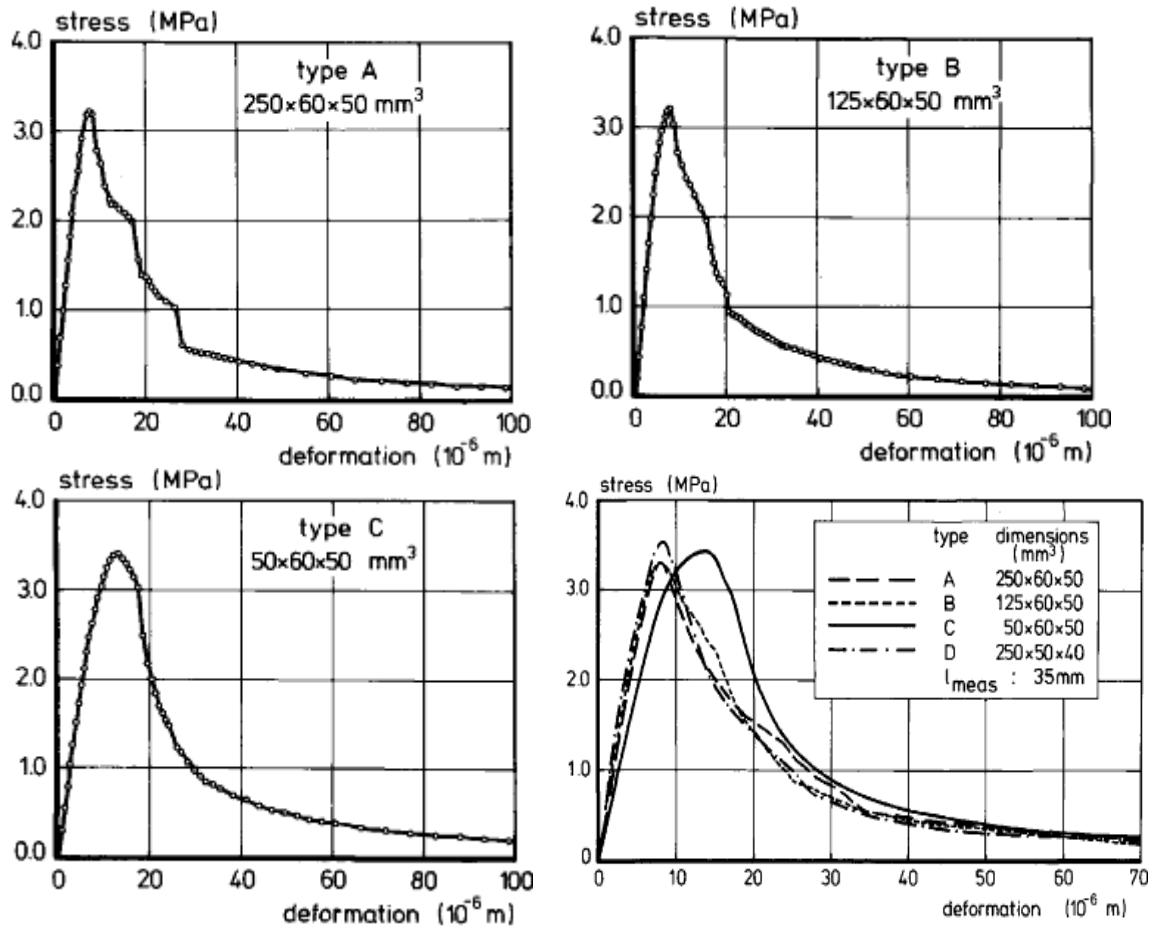 stress (MPa)
4.0
type A
250×60×50 mm³
3.0
2.0
1.0
0.0
0 20 40 60 80 100
deformation (10⁻⁶ m)
stress (MPa)
4.0
type B
125×60×50 mm³
3.0
2.0
1.0
0.0
0 20 40 60 80 100
deformation (10⁻⁶ m)
stress (MPa)
4.0
type C
50×60×50 mm³
3.0
2.0
1.0
0.0
0 20 40 60 80 100
deformation (10⁻⁶ m)
stress (MPa)
4.0
type dimensions
(mm³)
A 250×60×50
B 125×60×50
C 50×60×50
D 250×50×40
lmeas : 35mm
3.0
2.0
1.0
0
0 10 20 30 40 50 60 70
deformation (10⁻⁶ m)